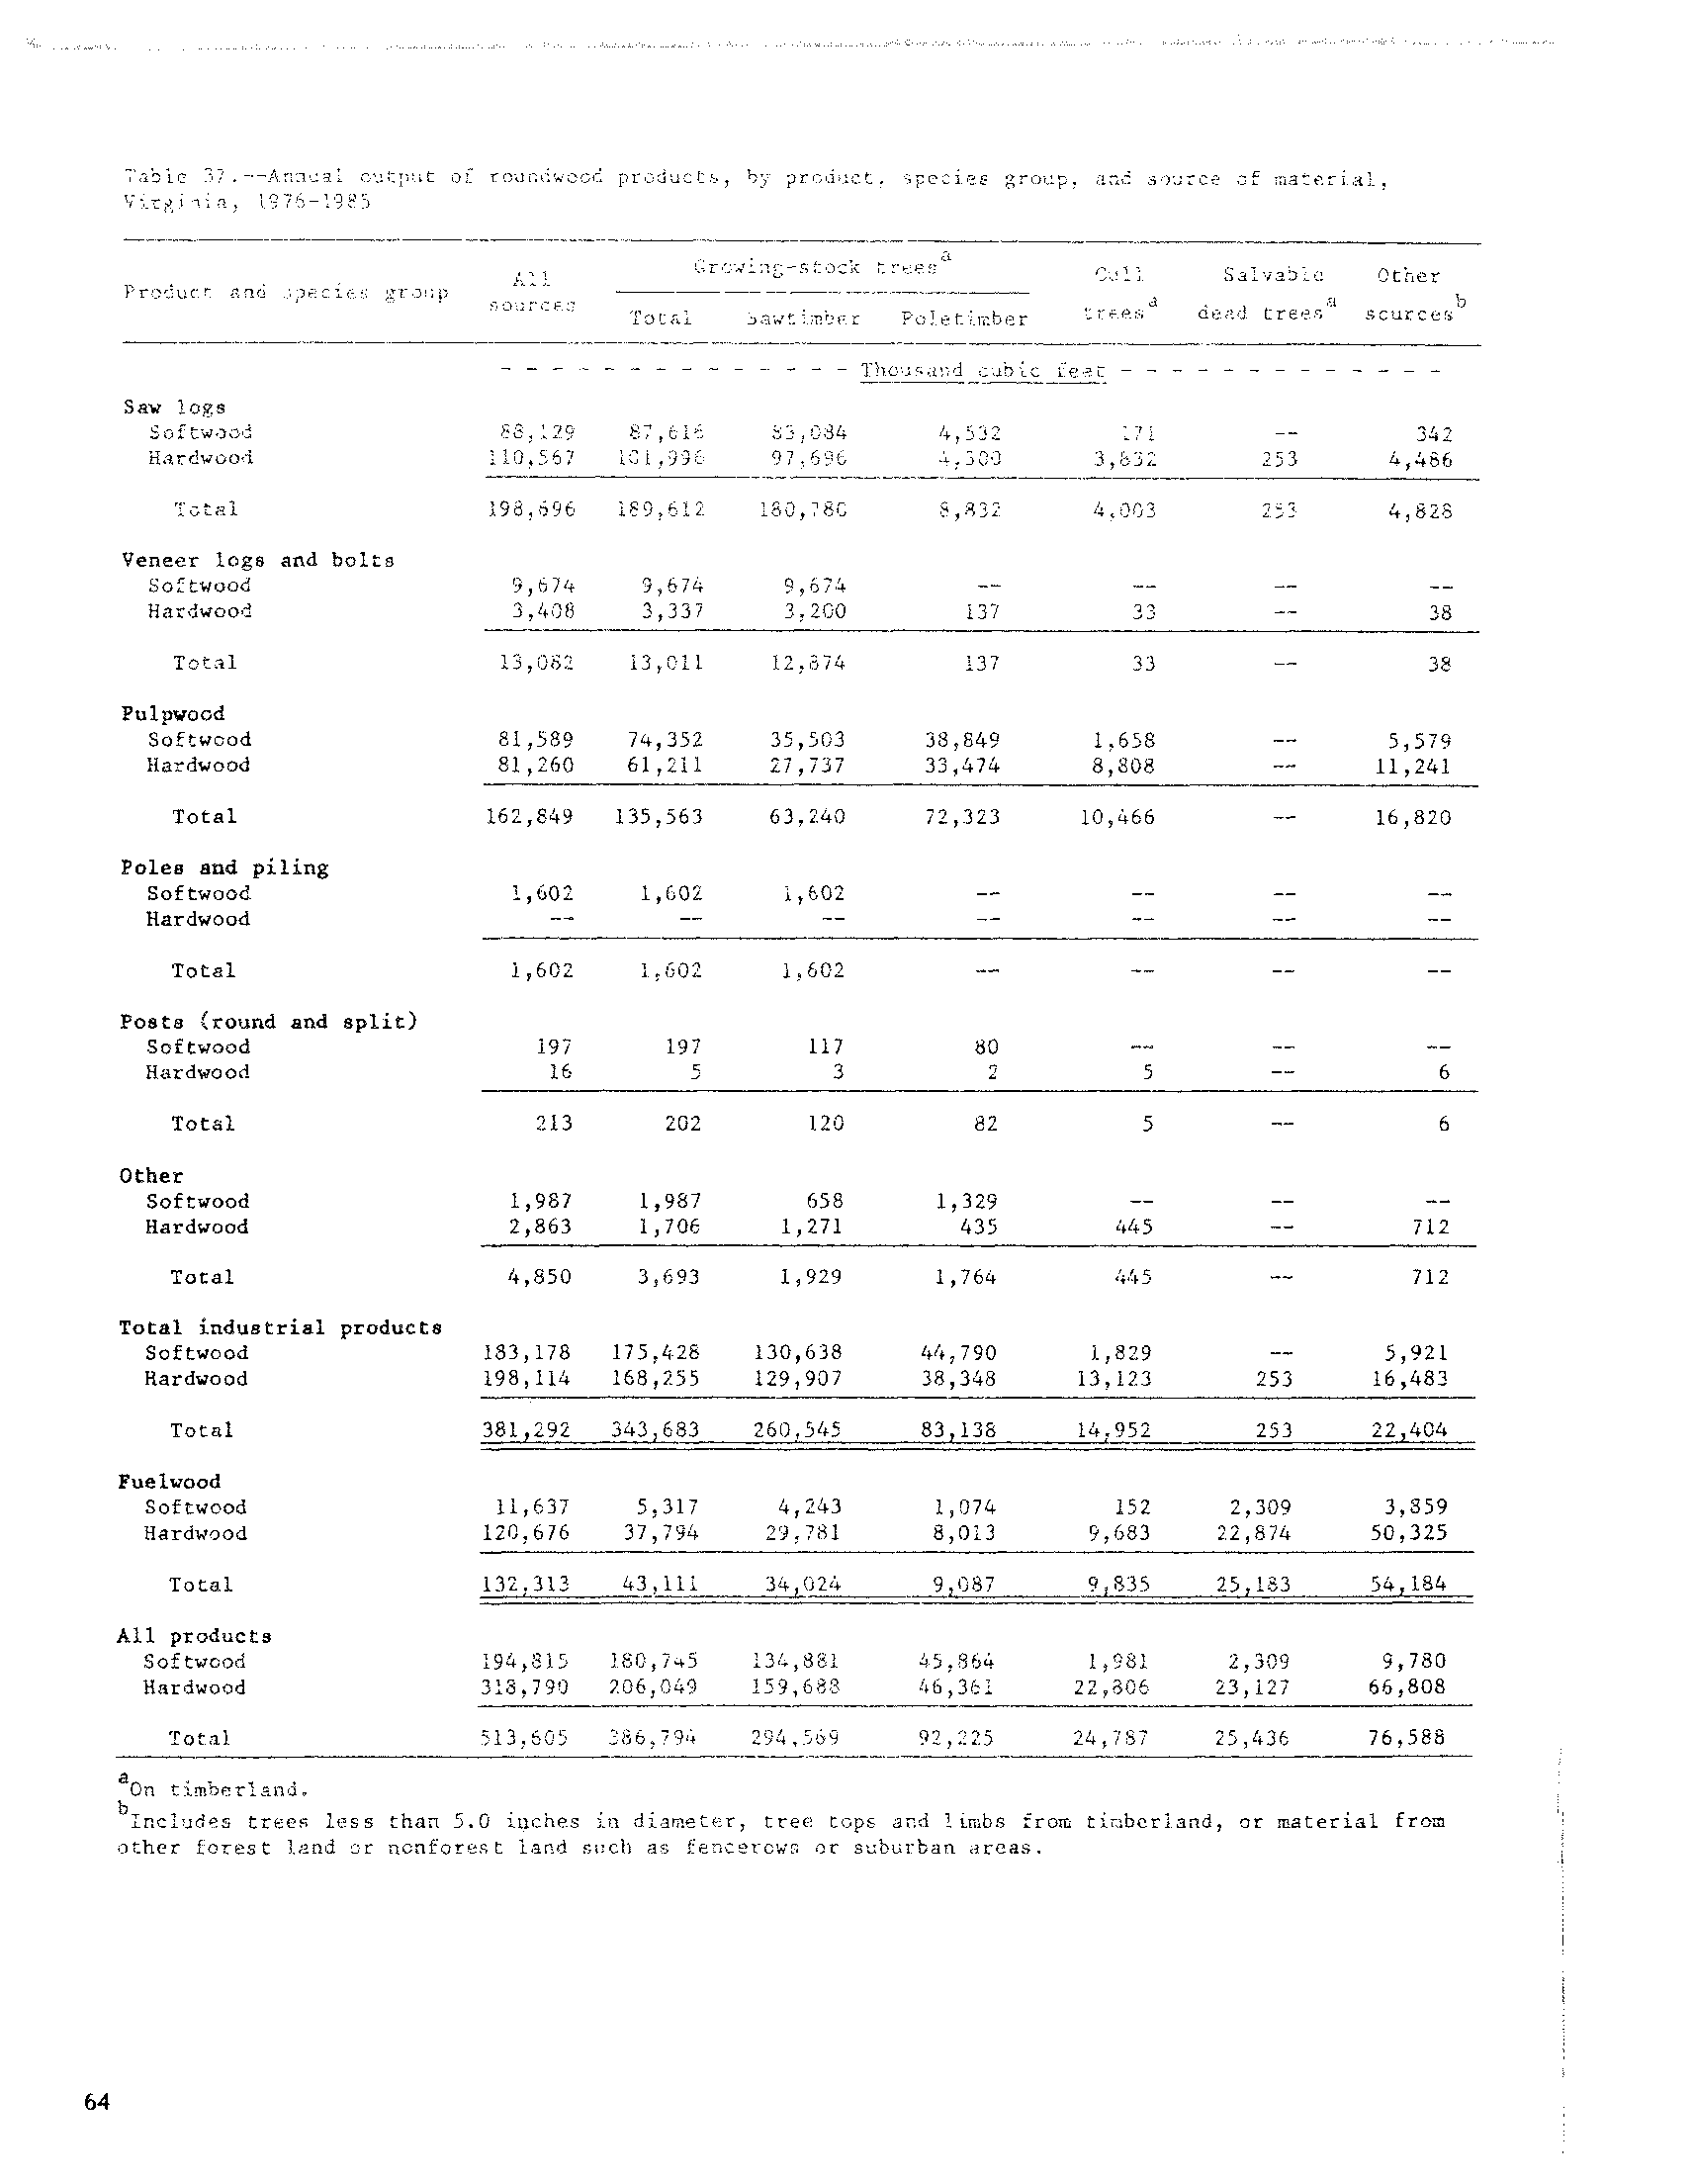 Table 37.--Annual output of roundwood products, by product, species group, and source of material,
Virginia, 1976-1985
Product and species group All sources Growing-stock trees a Cull trees a Salvable dead trees a Other sources b
Total Sawtimber Poletimber
- - - - - - - - - - - - - - Thousand cubic feet - - - - - - - - - - - - -
Saw logs
Softwood 88,129 87,616 83,084 4,532 171 -- 342
Hardwood 110,567 101,996 97,696 4,300 3,832 253 4,486
Total 198,696 189,612 180,780 8,832 4,003 253 4,828
Veneer logs and bolts
Softwood 9,674 9,674 9,674 -- -- -- --
Hardwood 3,408 3,337 3,200 137 33 -- 38
Total 13,082 13,011 12,874 137 33 -- 38
Pulpwood
Softwood 81,589 74,352 35,503 38,849 1,658 -- 5,579
Hardwood 81,260 61,211 27,737 33,474 8,808 -- 11,241
Total 162,849 135,563 63,240 72,323 10,466 -- 16,820
Poles and piling
Softwood 1,602 1,602 1,602 -- -- -- --
Hardwood -- -- -- -- -- -- --
Total 1,602 1,602 1,602 -- -- -- --
Posts (round and split)
Softwood 197 197 117 80 -- -- --
Hardwood 16 5 3 2 5 -- 6
Total 213 202 120 82 5 -- 6
Other
Softwood 1,987 1,987 658 1,329 -- -- --
Hardwood 2,863 1,706 1,271 435 445 -- 712
Total 4,850 3,693 1,929 1,764 445 -- 712
Total industrial products
Softwood 183,178 175,428 130,638 44,790 1,829 -- 5,921
Hardwood 198,114 168,255 129,907 38,348 13,123 253 16,483
Total 381,292 343,683 260,545 83,138 14,952 253 22,404
Fuelwood
Softwood 11,637 5,317 4,243 1,074 152 2,309 3,859
Hardwood 120,676 37,794 29,781 8,013 9,683 22,874 50,325
Total 132,313 43,111 34,024 9,087 9,835 25,183 54,184
All products
Softwood 194,815 180,745 134,881 45,864 1,981 2,309 9,780
Hardwood 318,790 206,049 159,688 46,361 22,806 23,127 66,808
Total 513,605 386,794 294,569 92,225 24,787 25,436 76,588
a On timberland.
b Includes trees less than 5.0 inches in diameter, tree tops and limbs from timberland, or material from
other forest land or nonforest land such as fencerows or suburban areas.
64